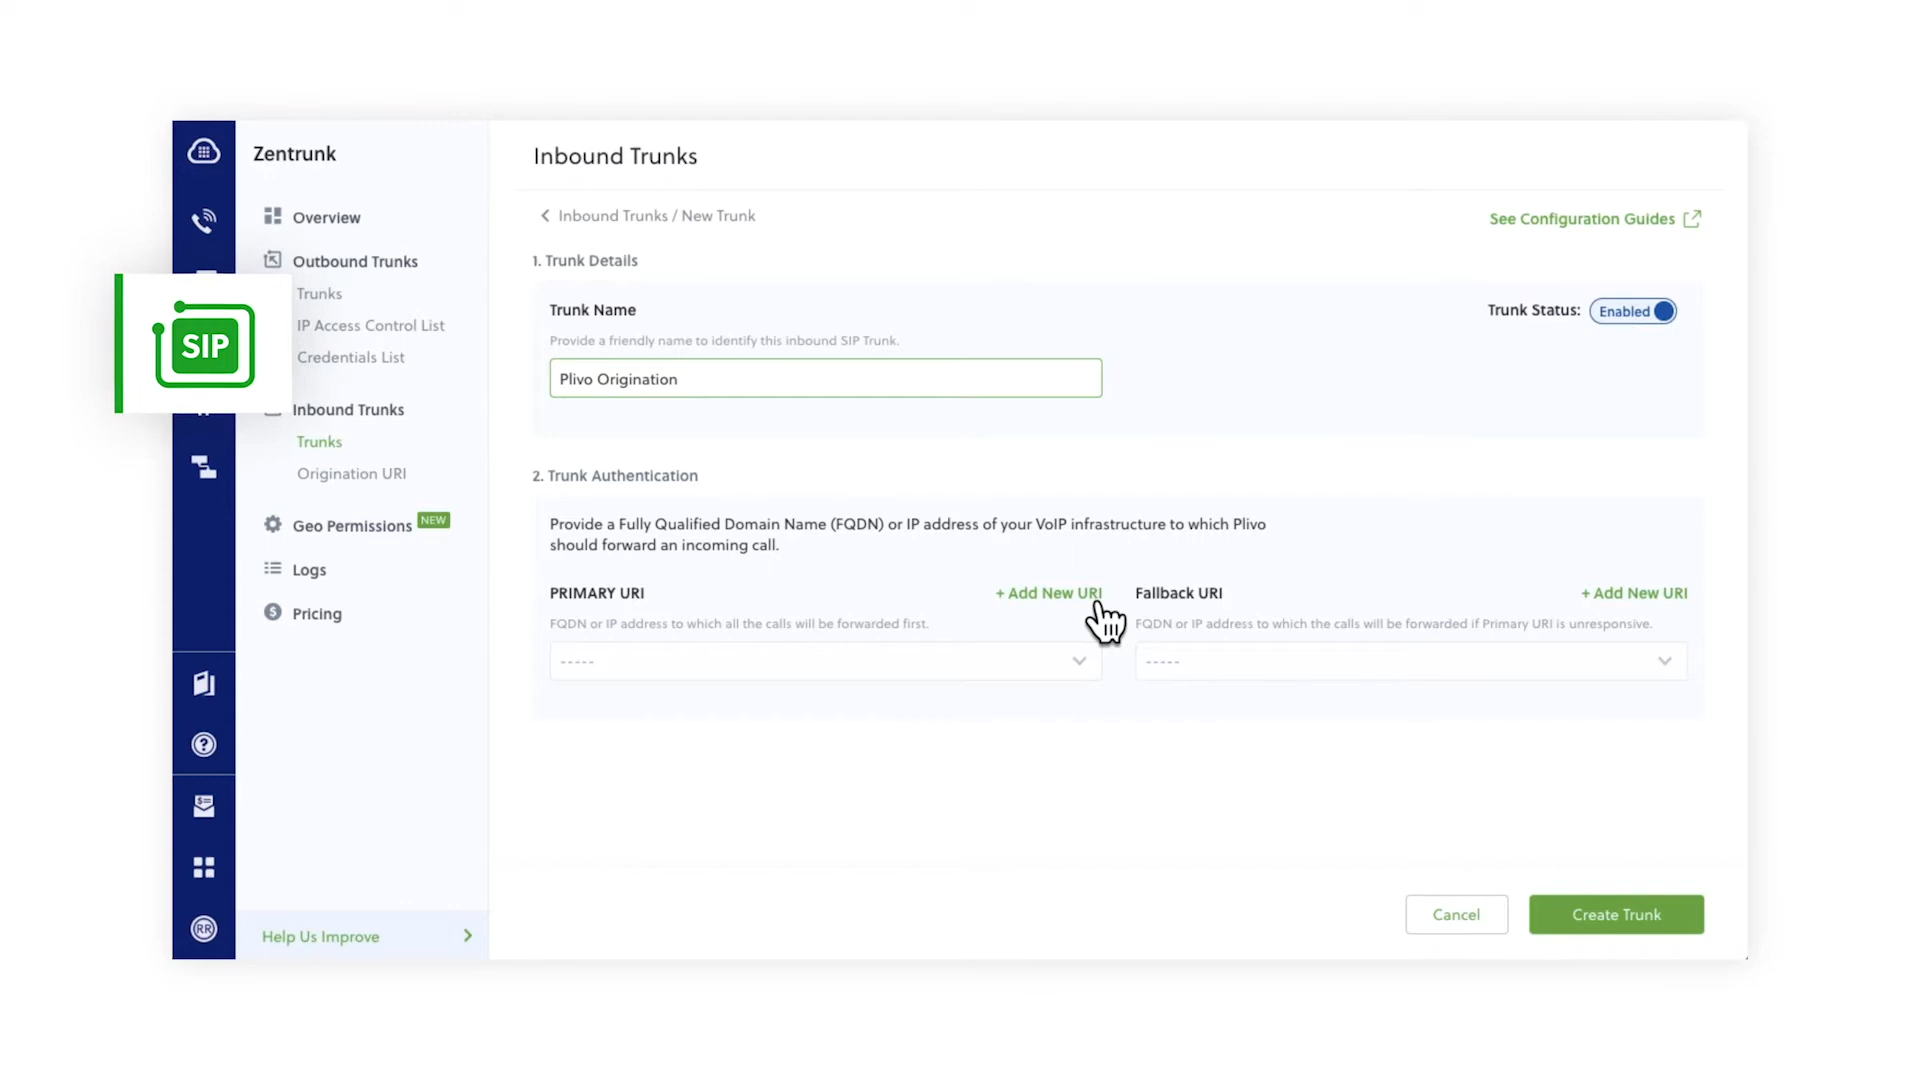 Zentrunk
Overview
Outbound Trunks
Trunks
IP Access Control List
Credentials List
SIP
Inbound Trunks
Trunks
Origination URI
Geo Permissions NEW
Logs
Pricing
RR
Help Us Improve
Inbound Trunks
Inbound Trunks / New Trunk
See Configuration Guides
1. Trunk Details
Trunk Name
Trunk Status: Enabled
Provide a friendly name to identify this inbound SIP Trunk.
Plivo Origination
2. Trunk Authentication
Provide a Fully Qualified Domain Name (FQDN) or IP address of your VoIP infrastructure to which Plivo
should forward an incoming call.
PRIMARY URI + Add New URI
FQDN or IP address to which all the calls will be forwarded first.
-----
Fallback URI + Add New URI
FQDN or IP address to which the calls will be forwarded if Primary URI is unresponsive.
-----
Cancel
Create Trunk